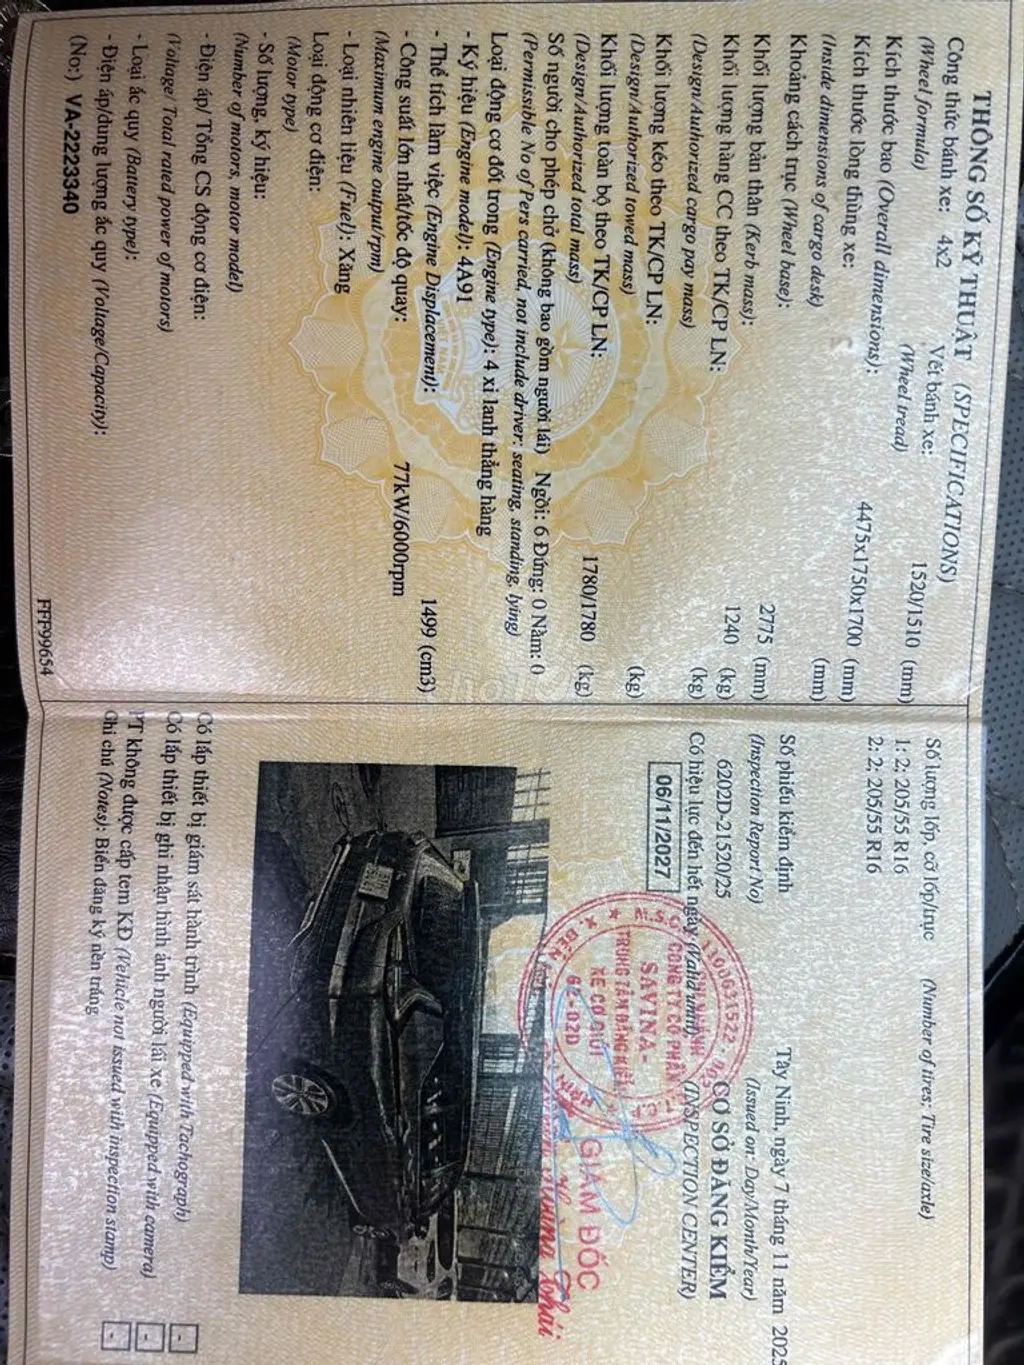 THÔNG SỐ KỸ THUẬT (SPECIFICATIONS)
Công thức bánh xe: 4x2 Vết bánh xe: 1520/1510 (mm)
(Wheel formula) (Wheel tread)
Kích thước bao (Overall dimensions): 4475x1750x1700 (mm)
Kích thước lòng thùng xe: (mm)
(Inside dimensions of cargo desk)
Khoảng cách trục (Wheel base): 2775 (mm)
Khối lượng bản thân (Kerb mass): 1240 (kg)
Khối lượng hàng CC theo TK/CP LN: (kg)
(Design/Authorized cargo pay mass)
Khối lượng kéo theo TK/CP LN: (kg)
(Design/Authorized towed mass)
Khối lượng toàn bộ theo TK/CP LN: 1780/1780 (kg)
(Design/Authorized total mass)
Số người cho phép chở (không bao gồm người lái) Ngồi: 6 Đứng: 0 Nằm: 0
(Permissible No of Pers carried, not include driver: seating, standing, lying)
Loại động cơ đốt trong (Engine type): 4 xi lanh thẳng hàng
- Ký hiệu (Engine model): 4A91
- Thể tích làm việc (Engine Displacement): 1499 (cm3)
- Công suất lớn nhất/tốc độ quay: 77kW/6000rpm
(Maximum engine output/rpm)
- Loại nhiên liệu (Fuel): Xăng
Loại động cơ điện:
(Motor type)
- Số lượng, ký hiệu:
(Number of motors, motor model)
- Điện áp/ Tổng CS động cơ điện:
(Voltage/ Total rated power of motors)
- Loại ắc quy (Battery type):
- Điện áp/dung lượng ắc quy (Voltage/Capacity):
(No:) VA-2223340 FFF99654
Số lượng lốp, cỡ lốp/trục (Number of tires: Tire size/axle)
1: 2; 205/55 R16
2: 2; 205/55 R16
Tây Ninh, ngày 7 tháng 11 năm 2025
Số phiếu kiểm định (Issued on: Day/Month/Year)
(Inspection Report No) CƠ SỞ ĐĂNG KIỂM
6202D-21520/25 (INSPECTION CENTER)
Có hiệu lực đến hết ngày (Valid until)
06/11/2027
CÔNG TY CỔ PHẦN
SAVINA-
TRUNG TÂM ĐĂNG KIỂM
XE CƠ GIỚI
62-02D
GIÁM ĐỐC
Có lắp thiết bị giám sát hành trình (Equipped with Tachograph) -
Có lắp thiết bị ghi nhận hình ảnh người lái xe (Equipped with camera) -
PT không được cấp tem KĐ (Vehicle not issued with inspection stamp) -
Ghi chú (Notes): Biển đăng ký nền trắng